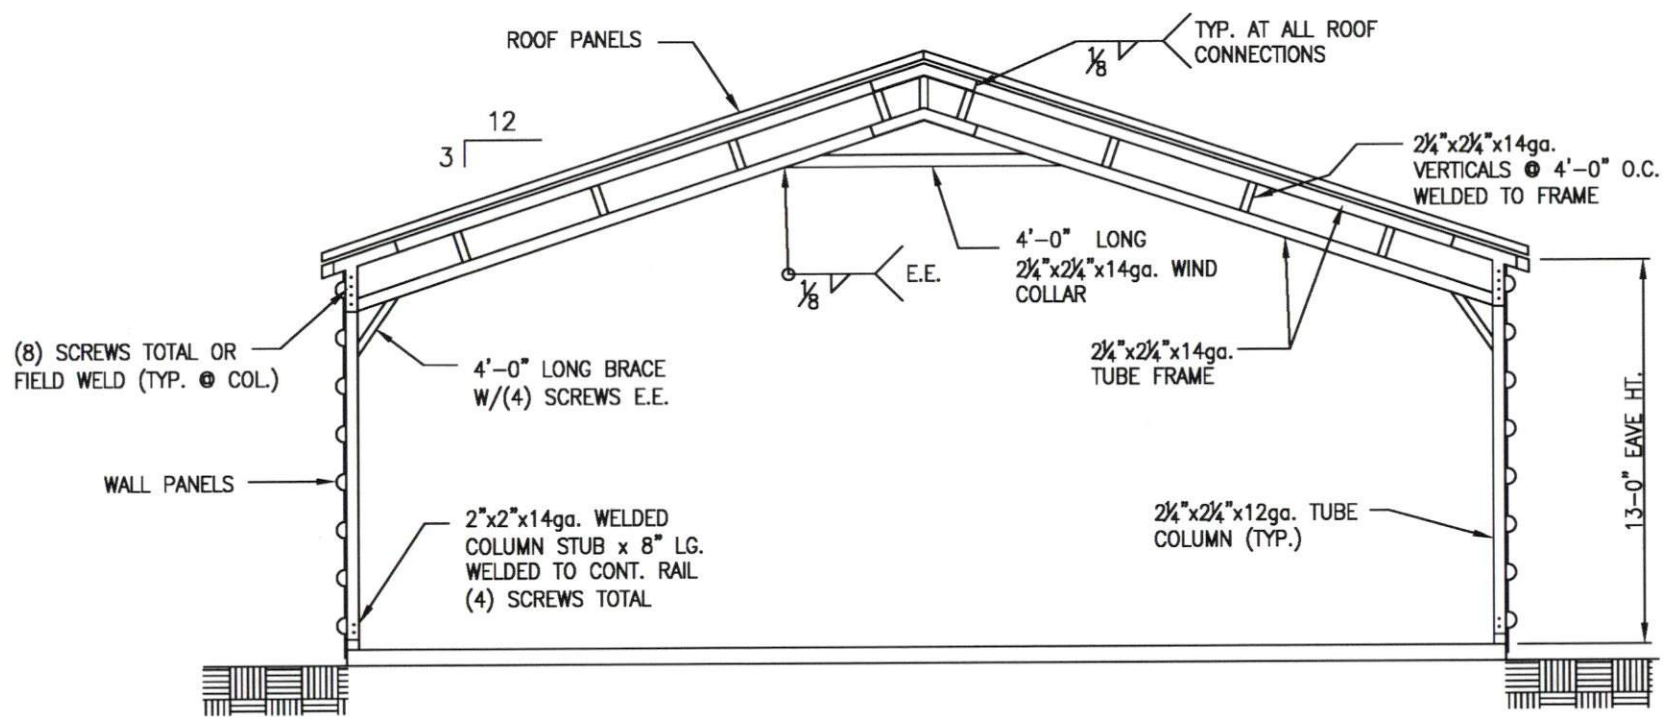 ROOF PANELS
1/8
TYP. AT ALL ROOF
CONNECTIONS
12
3
2¼"x2¼"x14ga.
VERTICALS @ 4'-0" O.C.
WELDED TO FRAME
4'-0" LONG
2¼"x2¼"x14ga. WIND
COLLAR
1/8
E.E.
(8) SCREWS TOTAL OR
FIELD WELD (TYP. @ COL.)
4'-0" LONG BRACE
W/(4) SCREWS E.E.
2¼"x2¼"x14ga.
TUBE FRAME
13-0" EAVE HT.
WALL PANELS
2"x2"x14ga. WELDED
COLUMN STUB x 8" LG.
WELDED TO CONT. RAIL
(4) SCREWS TOTAL
2¼"x2¼"x12ga. TUBE
COLUMN (TYP.)